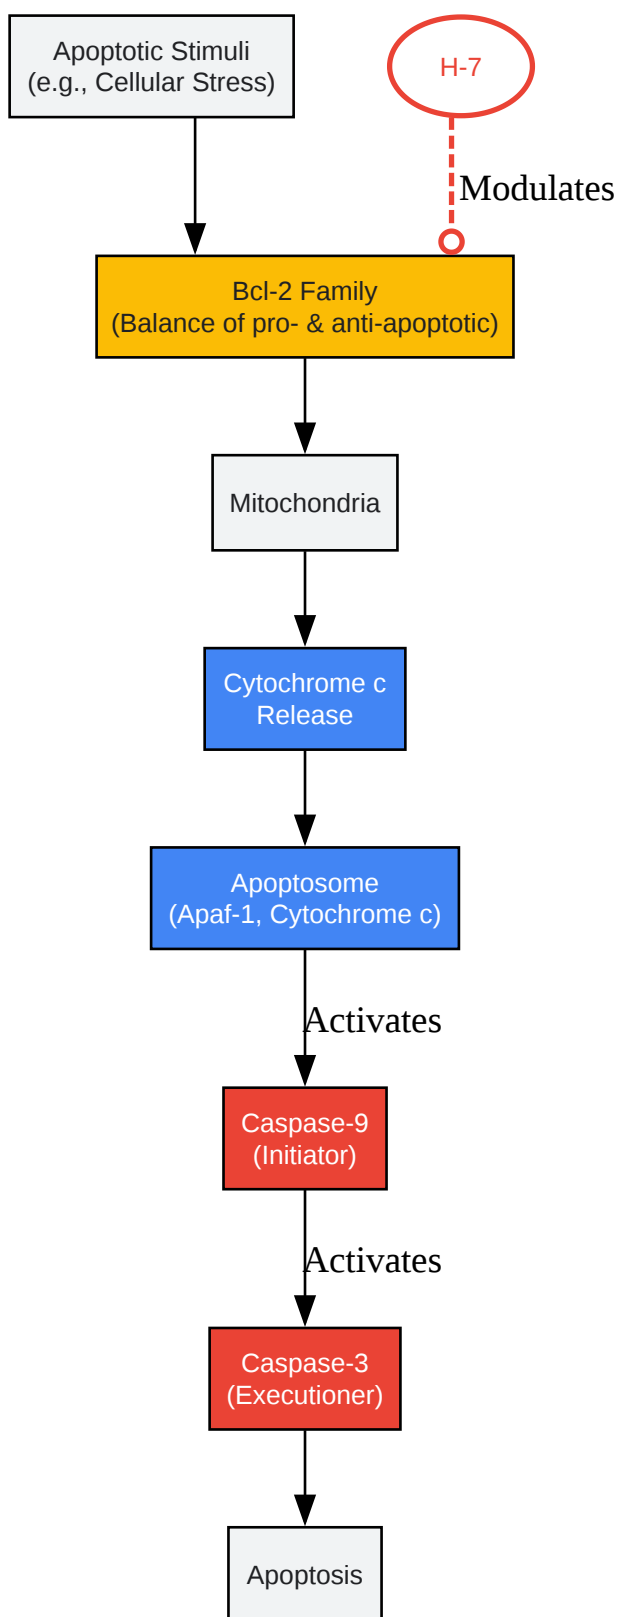 Apoptotic Stimuli
(e.g., Cellular Stress)
H-7
Modulates
Bcl-2 Family
(Balance of pro- & anti-apoptotic)
Mitochondria
Cytochrome c
Release
Apoptosome
(Apaf-1, Cytochrome c)
Activates
Caspase-9
(Initiator)
Activates
Caspase-3
(Executioner)
Apoptosis